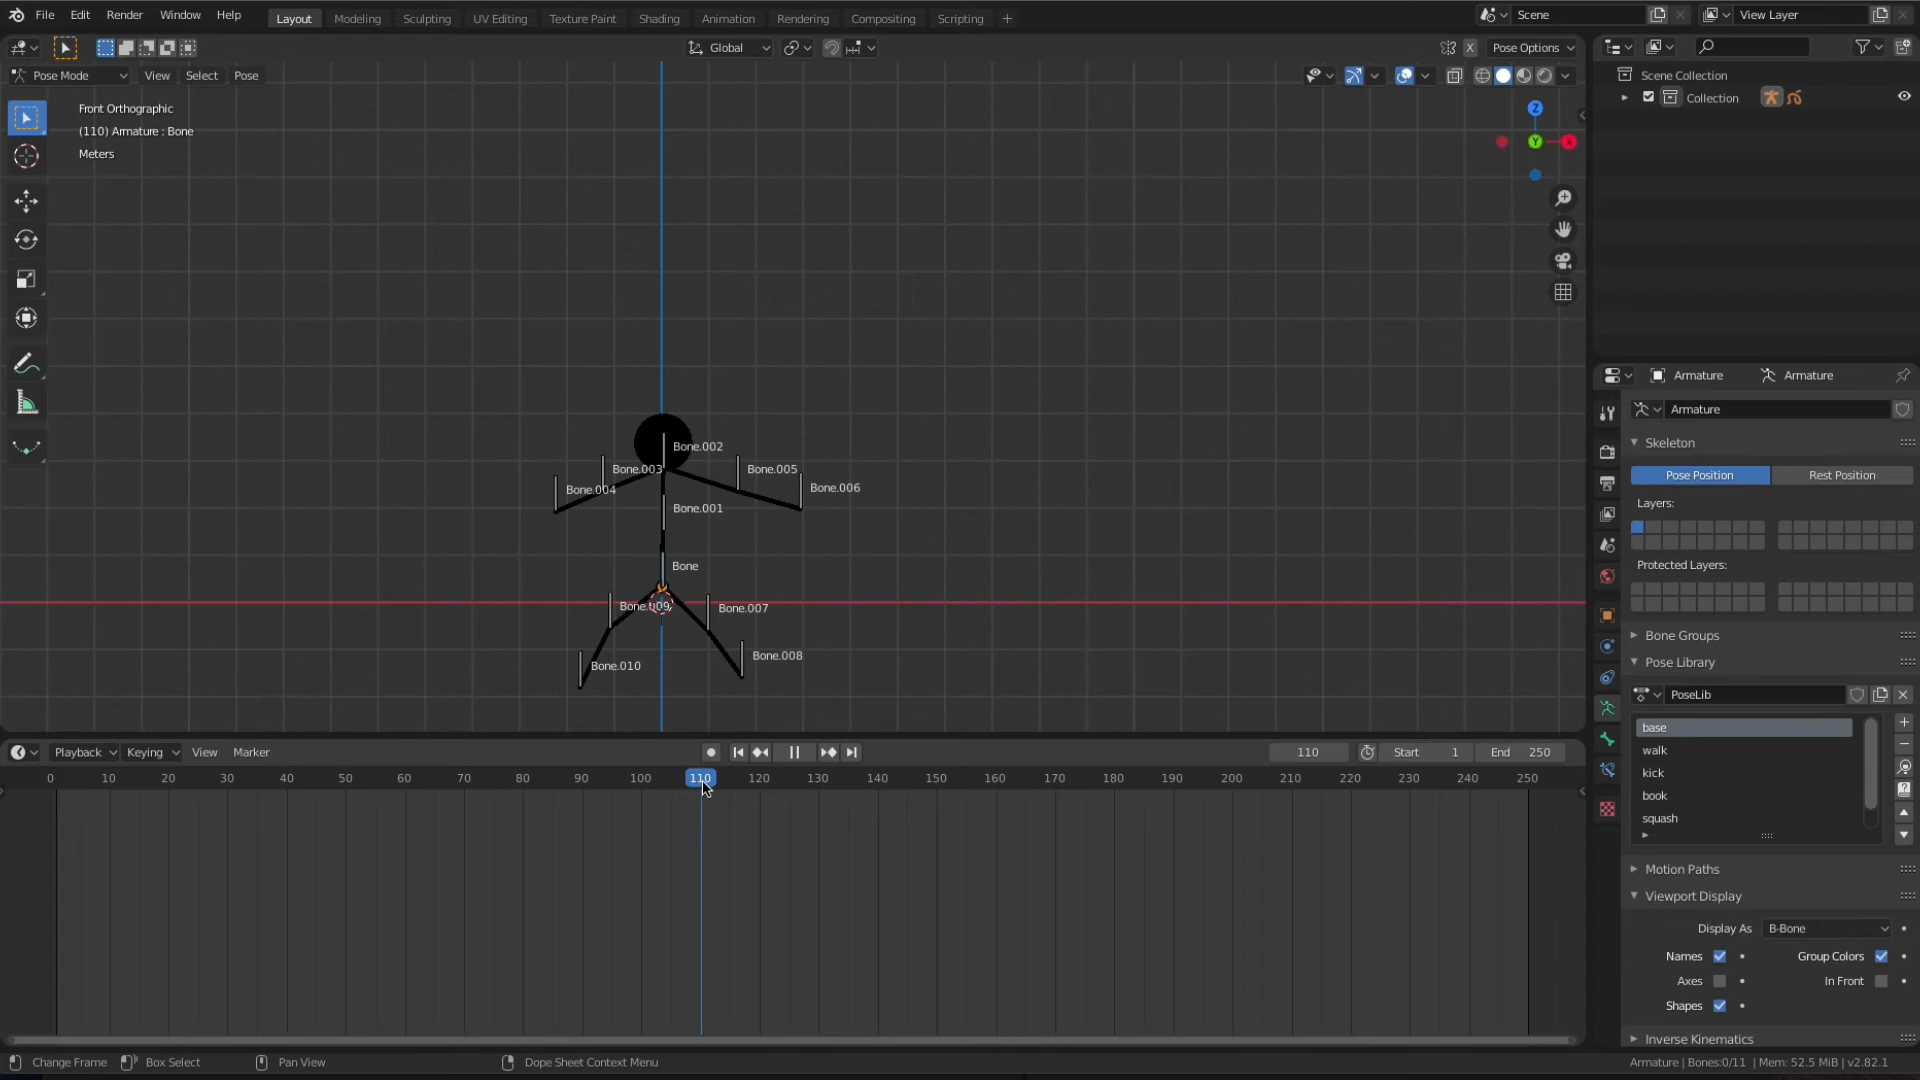 File Edit Render Window Help Layout Modeling Sculpting UV Editing Texture Paint Shading Animation Rendering Compositing Scripting + Scene View Layer
Global X Pose Options
Pose Mode View Select Pose
Front Orthographic
(110) Armature : Bone
Meters
Z
Y X
Bone.002
Bone.003 Bone.005
Bone.004 Bone.006
Bone.001
Bone
Bone.009 Bone.007
Bone.008
Bone.010
Scene Collection
Collection
Armature Armature
Armature
Skeleton
Pose Position Rest Position
Layers:
Protected Layers:
Bone Groups
Pose Library
PoseLib
base
walk
kick
book
squash
Motion Paths
Viewport Display
Display As B-Bone
Names Group Colors
Axes In Front
Shapes
Inverse Kinematics
Playback Keying View Marker 110 Start 1 End 250
0 10 20 30 40 50 60 70 80 90 100 110 120 130 140 150 160 170 180 190 200 210 220 230 240 250
Change Frame Box Select Pan View Dope Sheet Context Menu Armature | Bones:0/11 | Mem: 52.5 MiB | v2.82.1